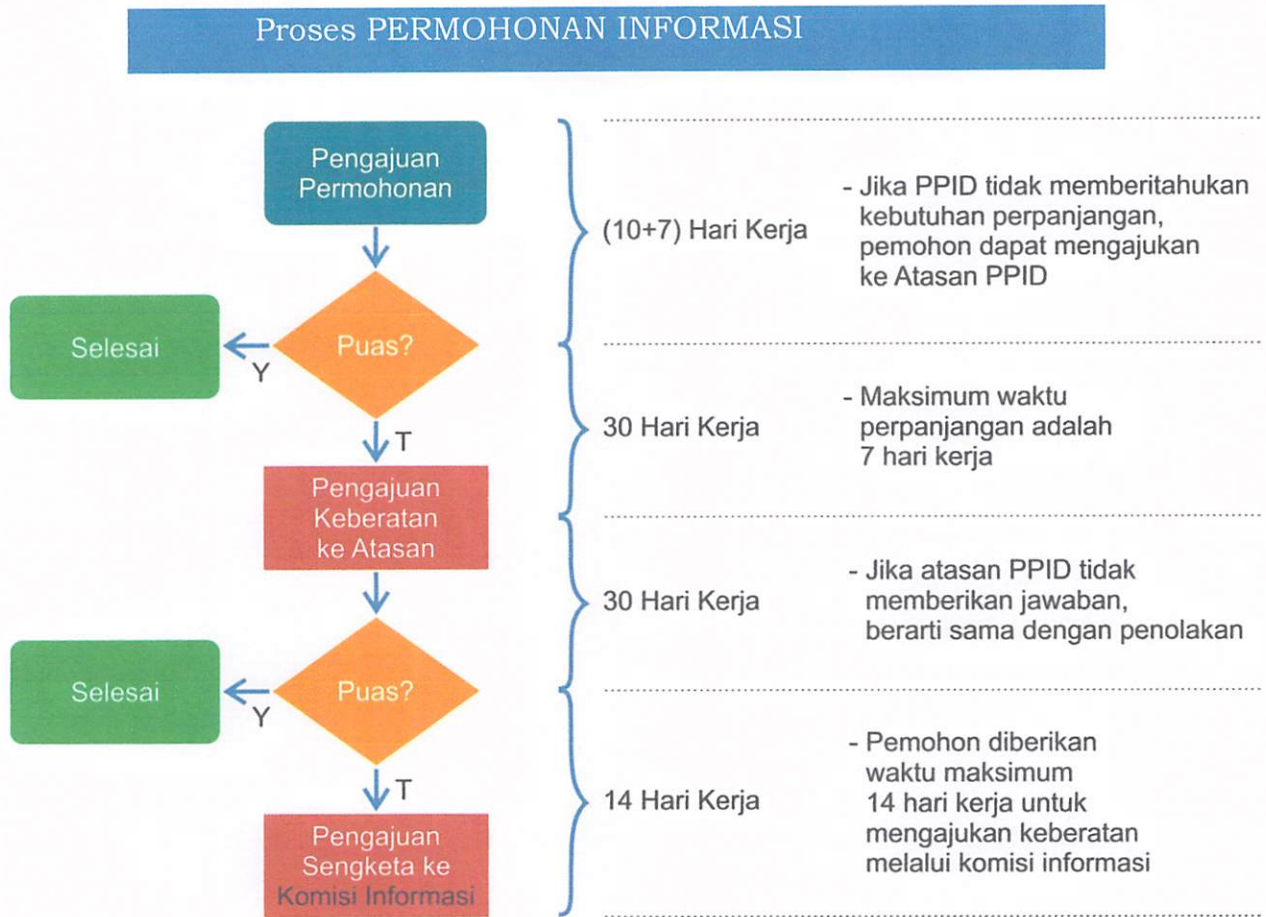 Proses PERMOHONAN INFORMASI
Pengajuan
Permohonan
(10+7) Hari Kerja
- Jika PPID tidak memberitahukan
kebutuhan perpanjangan,
pemohon dapat mengajukan
ke Atasan PPID
Selesai
Y
Puas?
T
30 Hari Kerja
- Maksimum waktu
perpanjangan adalah
7 hari kerja
Pengajuan
Keberatan
ke Atasan
30 Hari Kerja
- Jika atasan PPID tidak
memberikan jawaban,
berarti sama dengan penolakan
Selesai
Y
Puas?
T
14 Hari Kerja
- Pemohon diberikan
waktu maksimum
14 hari kerja untuk
mengajukan keberatan
melalui komisi informasi
Pengajuan
Sengketa ke
Komisi Informasi